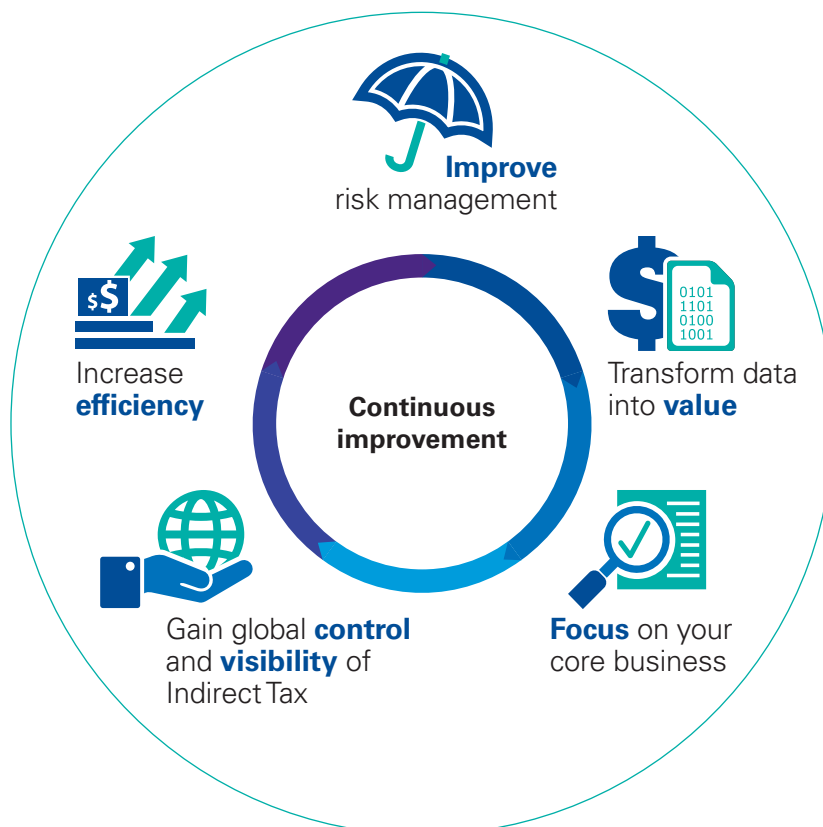 Improve
risk management
$$
Increase
efficiency
$
0101
1101
0100
1001
Transform data
into value
Continuous
improvement
Gain global control
and visibility of
Indirect Tax
Focus on your
core business